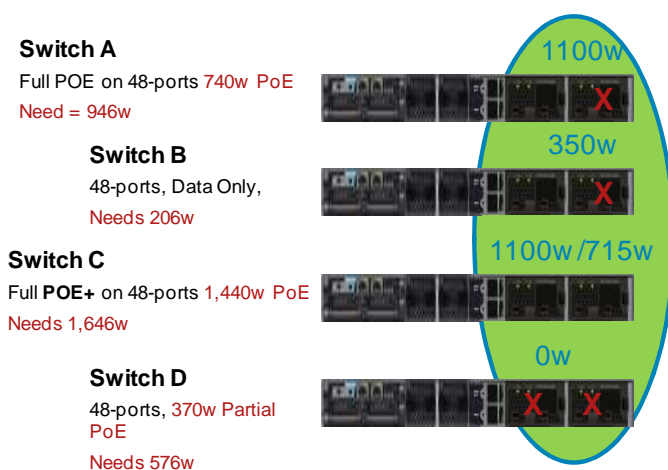 Switch A
1100w
Full POE on 48-ports 740w PoE
Need = 946w
X
Switch B
350w
48-ports, Data Only,
Needs 206w
X
Switch C
1100w /715w
Full POE+ on 48-ports 1,440w PoE
Needs 1,646w
Switch D
0w
48-ports, 370w Partial
PoE
X X
Needs 576w